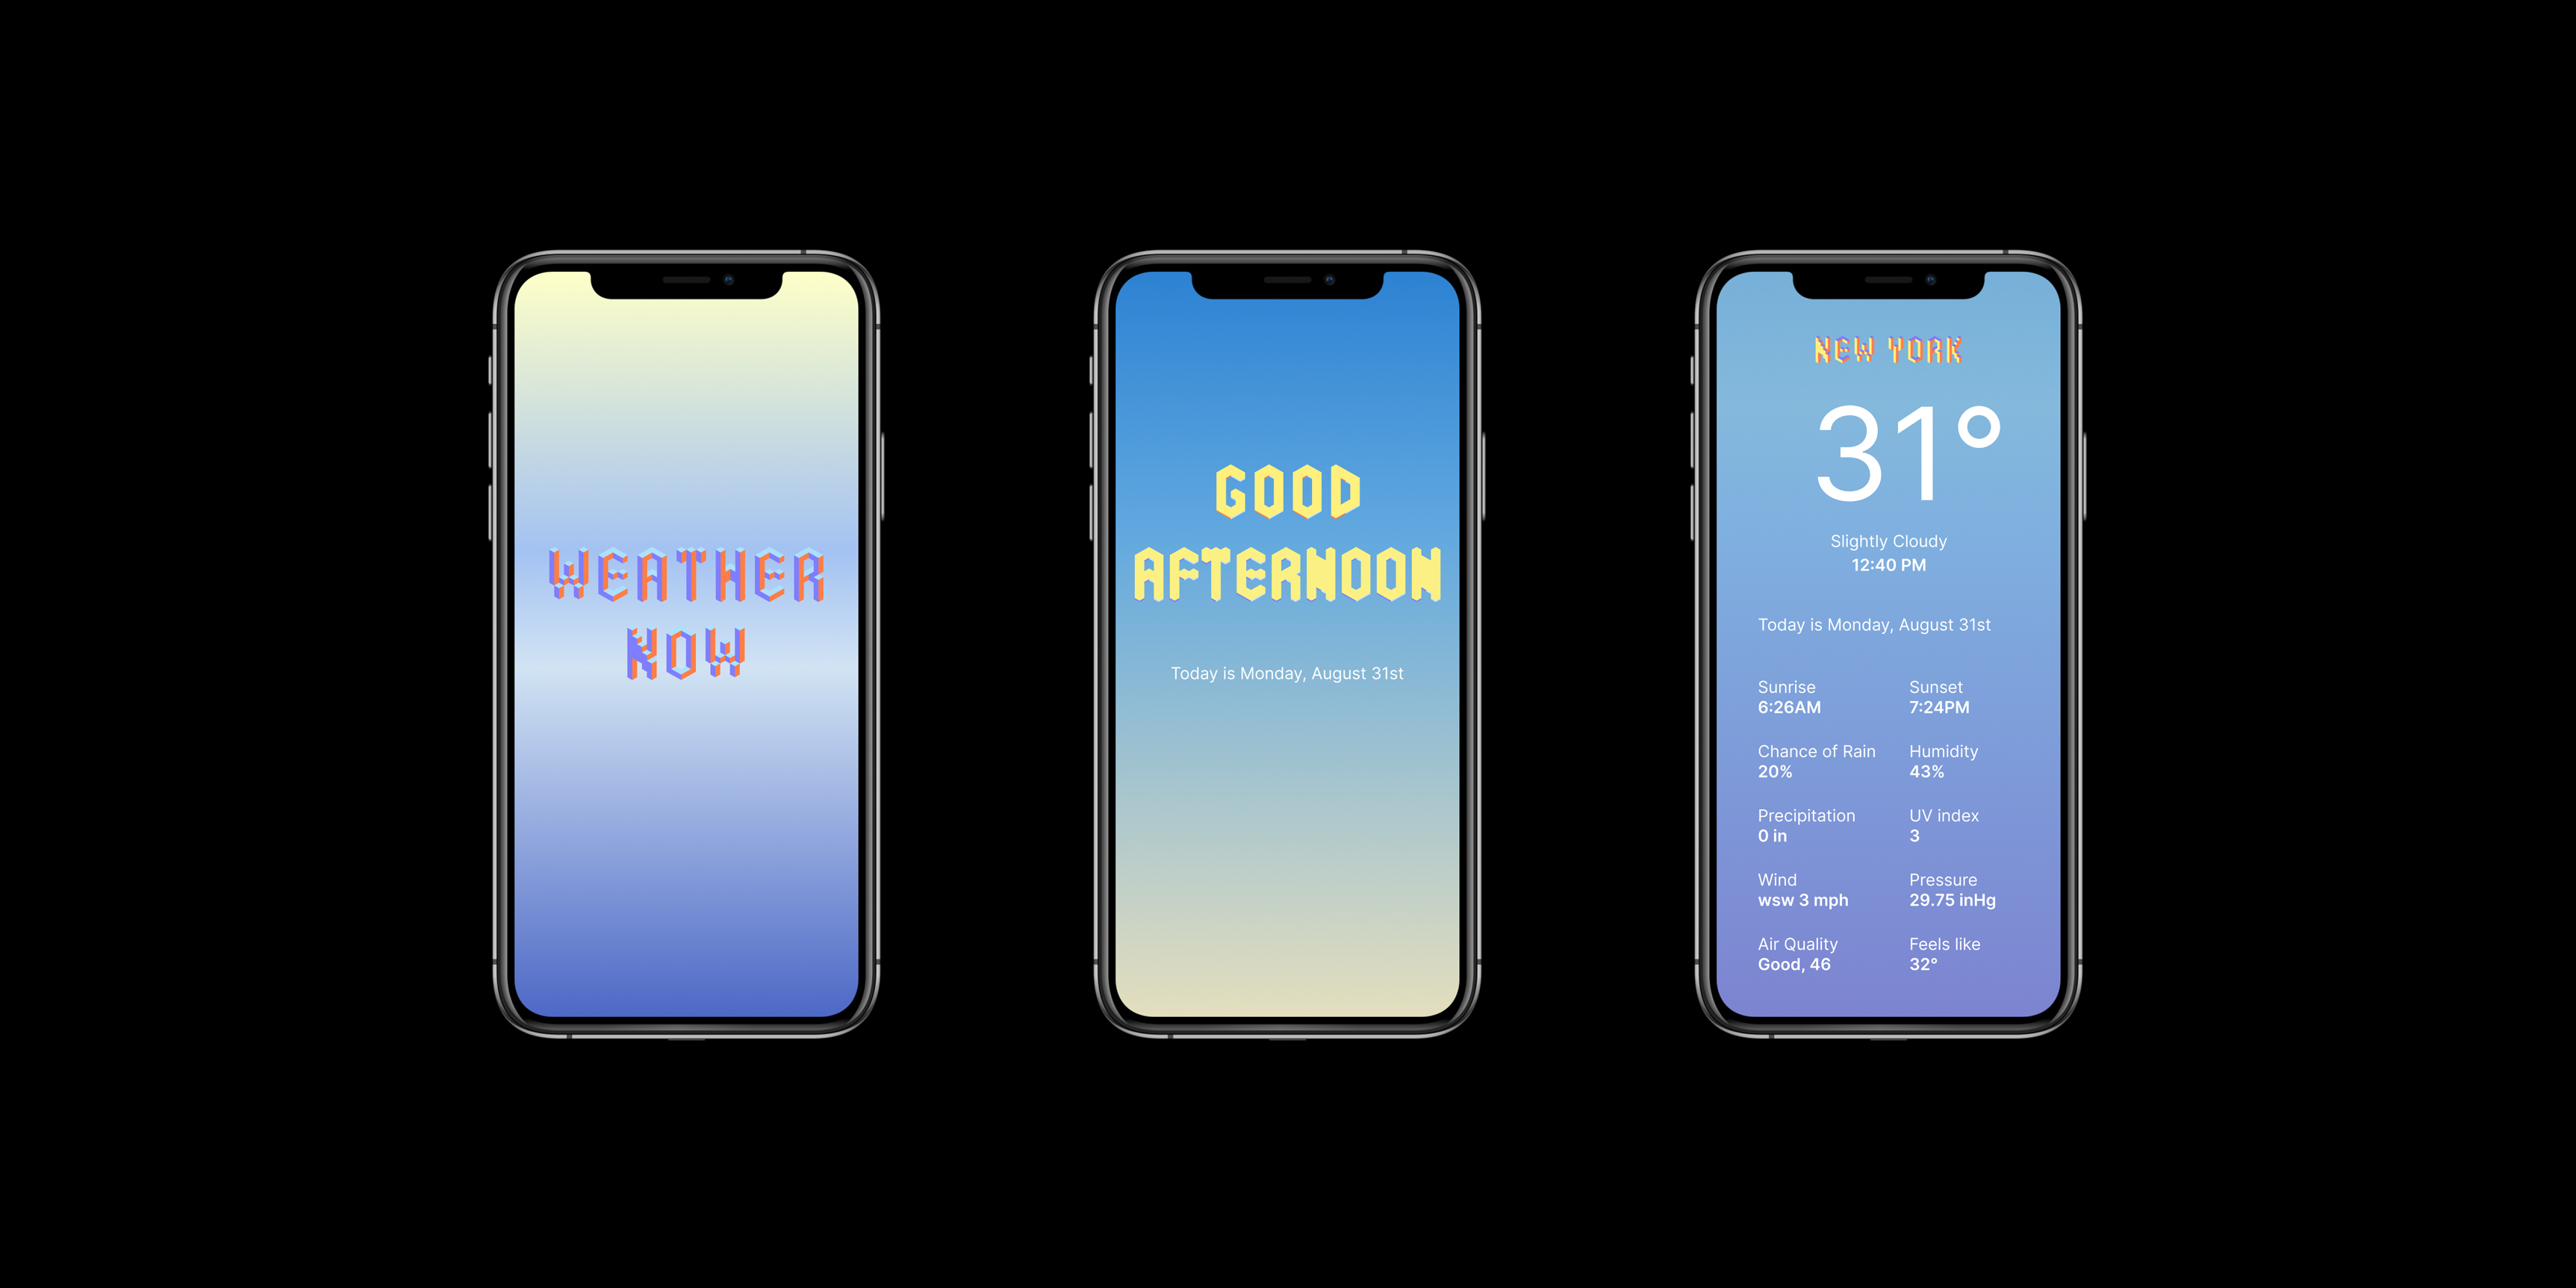 WEATHER
NOW
GOOD
AFTERNOON
Today is Monday, August 31st
NEW YORK
31°
Slightly Cloudy
12:40 PM
Today is Monday, August 31st
Sunrise
6:26AM
Sunset
7:24PM
Chance of Rain
20%
Humidity
43%
Precipitation
0 in
UV index
3
Wind
wsw 3 mph
Pressure
29.75 inHg
Air Quality
Good, 46
Feels like
32°